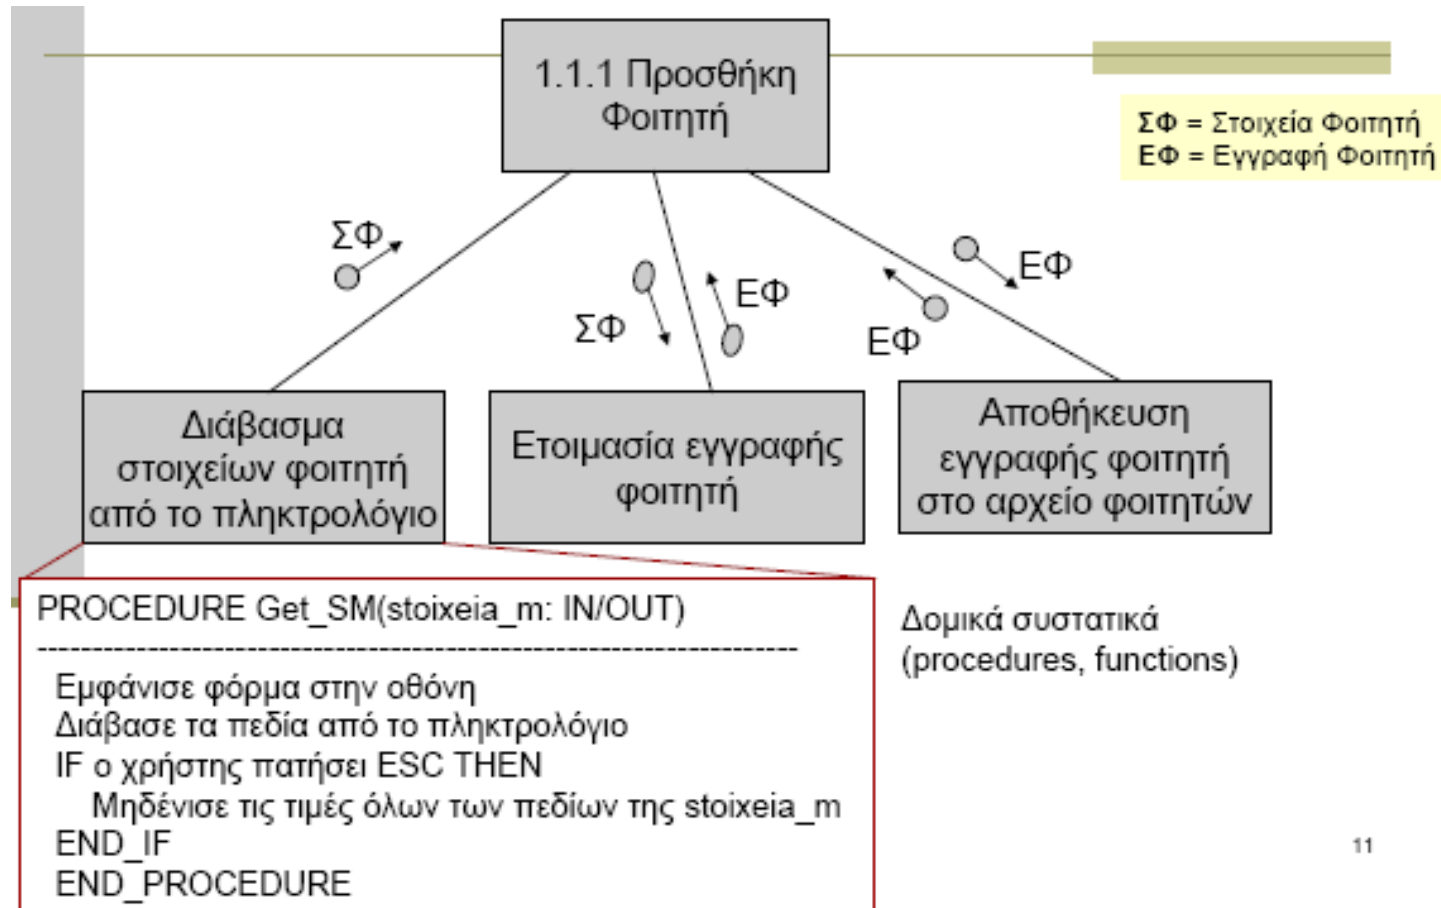 1.1.1 Προσθήκη
Φοιτητή
ΣΦ = Στοιχεία Φοιτητή
ΕΦ = Εγγραφή Φοιτητή
ΣΦ
ΣΦ
ΕΦ
ΕΦ
ΕΦ
Διάβασμα
στοιχείων φοιτητή
από το πληκτρολόγιο
Ετοιμασία εγγραφής
φοιτητή
Αποθήκευση
εγγραφής φοιτητή
στο αρχείο φοιτητών
PROCEDURE Get_SM(stoixeia_m: IN/OUT)
--------------------------------------------------------------------------
Εμφάνισε φόρμα στην οθόνη
Διάβασε τα πεδία από το πληκτρολόγιο
IF ο χρήστης πατήσει ESC THEN
Μηδένισε τις τιμές όλων των πεδίων της stoixeia_m
END_IF
END_PROCEDURE
Δομικά συστατικά
(procedures, functions)
11